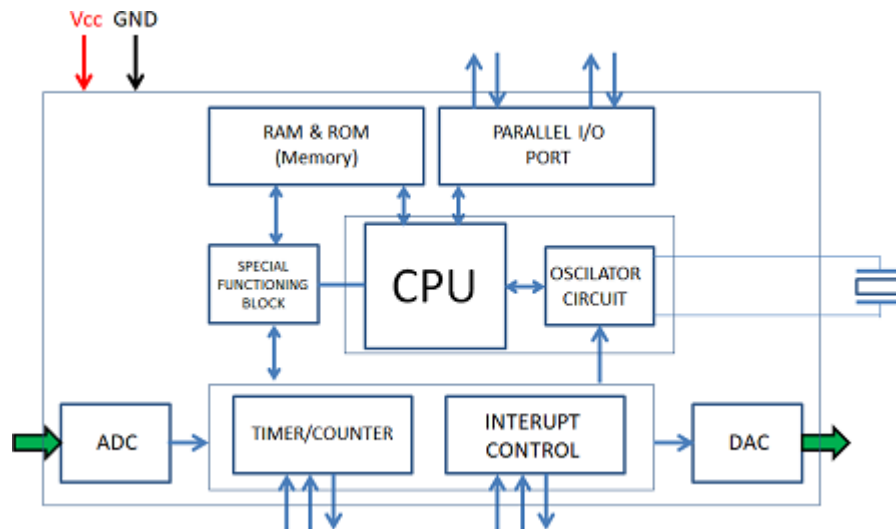 Vcc GND
RAM & ROM
(Memory)
PARALLEL I/O
PORT
SPECIAL
FUNCTIONING
BLOCK
CPU
OSCILATOR
CIRCUIT
ADC
TIMER/COUNTER
INTERUPT
CONTROL
DAC